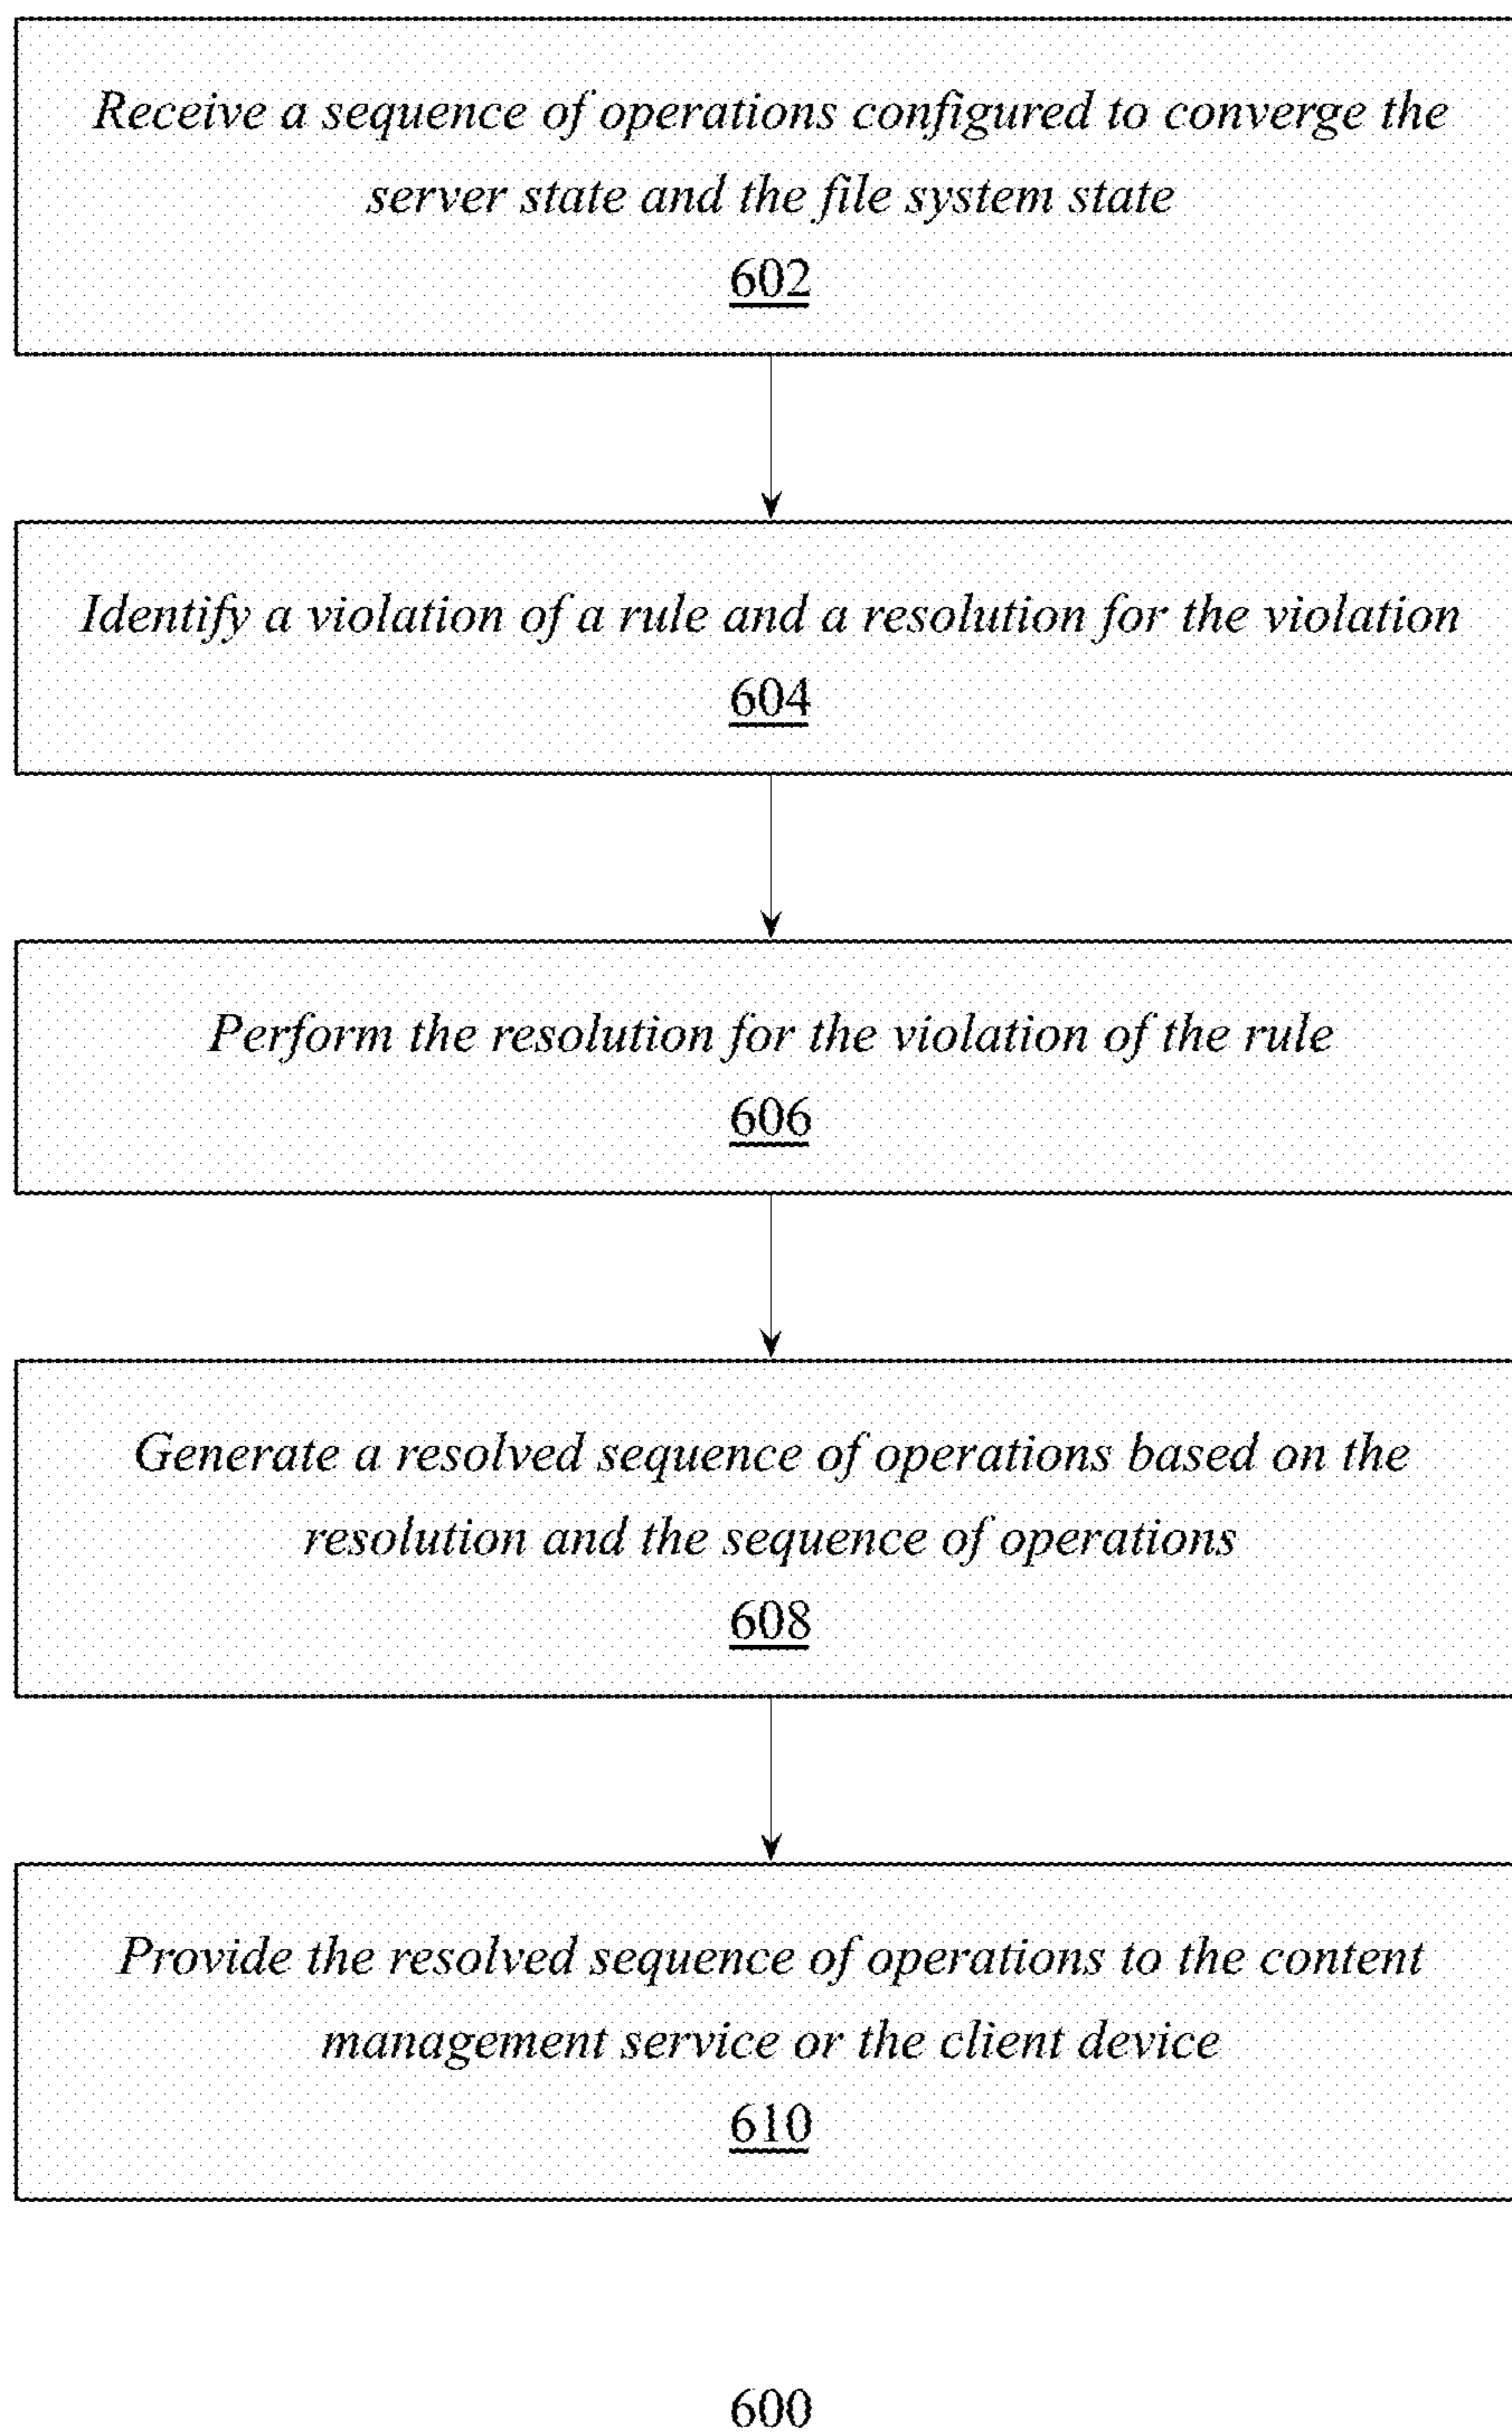 Receive a sequence of operations configured to converge the
server state and the file system state
602
Identify a violation of a rule and a resolution for the violation
604
Perform the resolution for the violation of the rule
606
Generate a resolved sequence of operations based on the
resolution and the sequence of operations
608
Provide the resolved sequence of operations to the content
management service or the client device
610
600